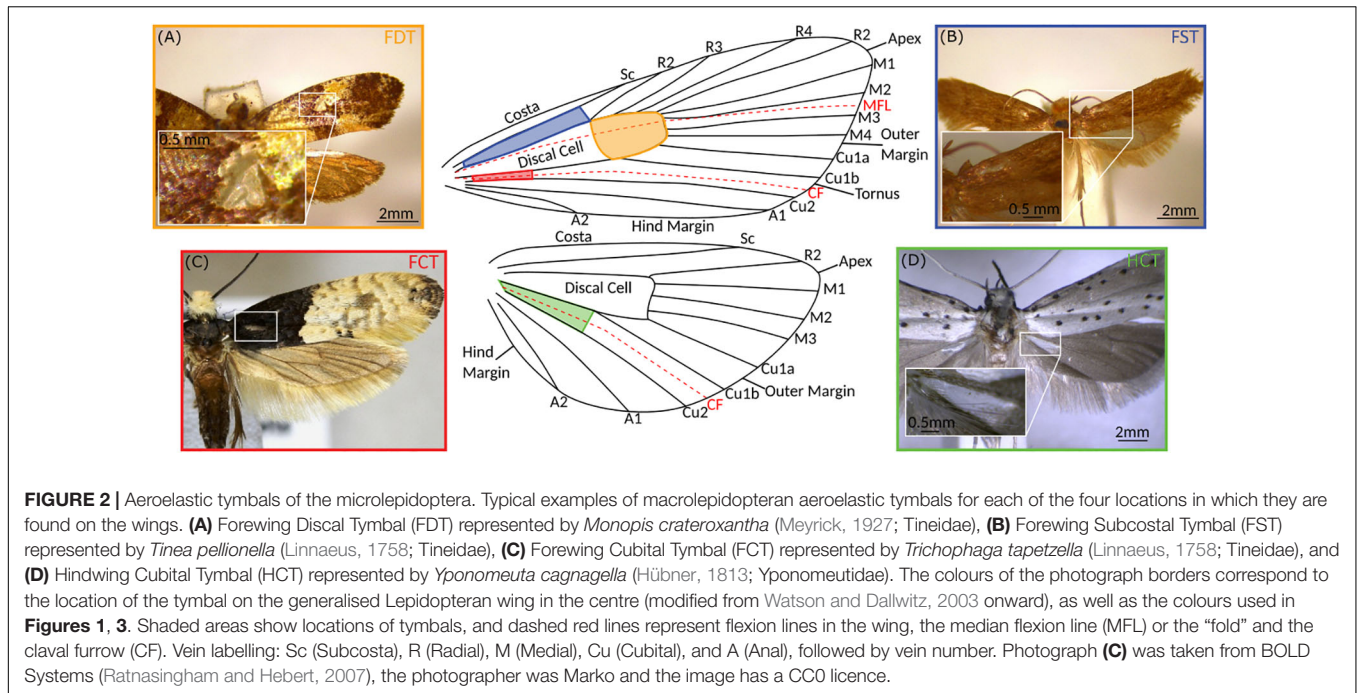 (A)
FDT
0.5 mm
2mm
(B)
FST
0.5 mm
2mm
(C)
FCT
(D)
HCT
0.5mm
2mm
Costa
Sc
R2
R3
R4
R2
Apex
M1
M2
MFL
M3
M4
Outer
Margin
Discal Cell
Cu1a
Cu1b
Tornus
CF
Cu2
A1
Hind Margin
A2
Costa
Sc
R2
Apex
Discal Cell
M1
M2
M3
Hind
Margin
Cu1a
Outer Margin
Cu1b
CF
Cu2
A1
A2
FIGURE 2 | Aeroelastic tymbals of the microlepidoptera. Typical examples of macrolepidopteran aeroelastic tymbals for each of the four locations in which they are
found on the wings. (A) Forewing Discal Tymbal (FDT) represented by Monopis crateroxantha (Meyrick, 1927; Tineidae), (B) Forewing Subcostal Tymbal (FST)
represented by Tinea pellionella (Linnaeus, 1758; Tineidae), (C) Forewing Cubital Tymbal (FCT) represented by Trichophaga tapetzella (Linnaeus, 1758; Tineidae), and
(D) Hindwing Cubital Tymbal (HCT) represented by Yponomeuta cagnagella (Hübner, 1813; Yponomeutidae). The colours of the photograph borders correspond to
the location of the tymbal on the generalised Lepidopteran wing in the centre (modified from Watson and Dallwitz, 2003 onward), as well as the colours used in
Figures 1, 3. Shaded areas show locations of tymbals, and dashed red lines represent flexion lines in the wing, the median flexion line (MFL) or the “fold” and the
claval furrow (CF). Vein labelling: Sc (Subcosta), R (Radial), M (Medial), Cu (Cubital), and A (Anal), followed by vein number. Photograph (C) was taken from BOLD
Systems (Ratnasingham and Hebert, 2007), the photographer was Marko and the image has a CC0 licence.